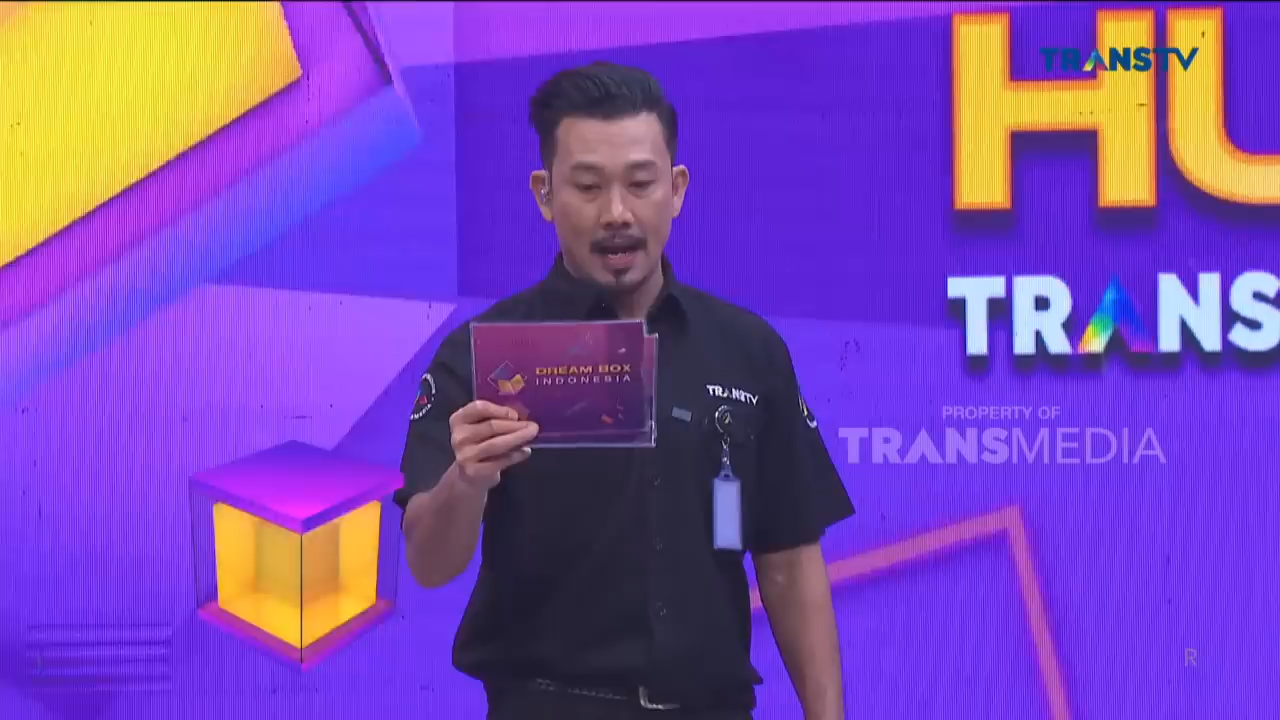 TRANSTV
HU
TRANS
DREAM BOX
INDONESIA
TRANSTV
PROPERTY OF
TRANSMEDIA
R